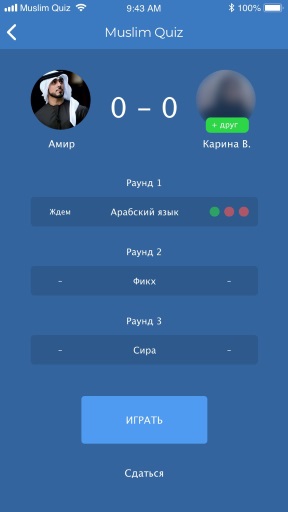 Muslim Quiz 9:43 AM 100%
Muslim Quiz
0 – 0
+ друг
Амир Карина В.
Раунд 1
Ждем Арабский язык
Раунд 2
- Фикх -
Раунд 3
- Сира -
ИГРАТЬ
Сдаться